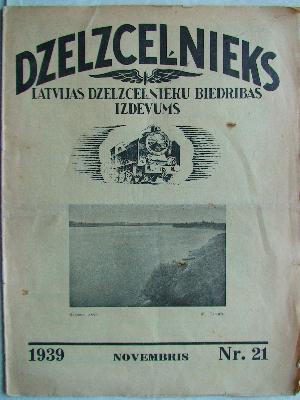 DZELZCEĻNIEKS
LATVIJAS DZELZCEĻNIEKU BIEDRĪBAS
IZDEVUMS
1939 NOVEMBRIS Nr. 21